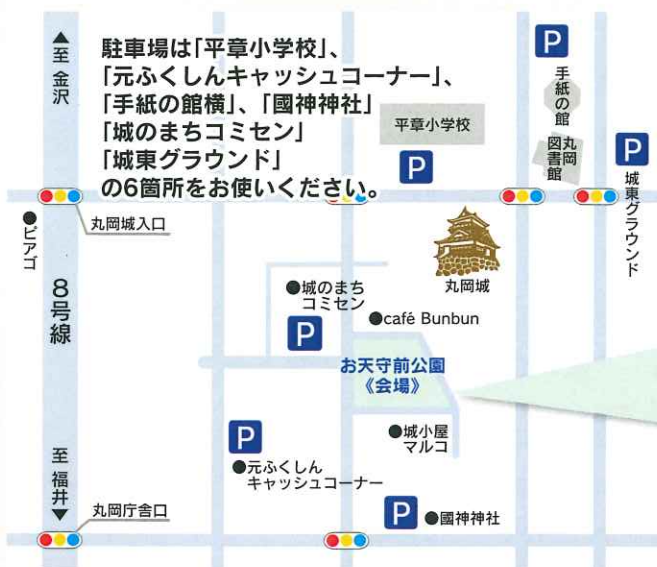 駐車場は「平章小学校」、
「元ふくしんキャッシュコーナー」、
「手紙の館横」、「國神神社」
「城のまちコミセン」
「城東グラウンド」
の6箇所をお使いください。
▲至 金沢
P
手紙の館
丸岡
図書館
P
城東グラウンド
平章小学校
P
丸岡城入口
●ピアゴ
8号線
丸岡城
●城のまち
コミセン
P
●café Bunbun
お天守前公園
《会場》
●城小屋
マルコ
P
●元ふくしん
キャッシュコーナー
至 福井▼
丸岡庁舎口
P
●國神神社